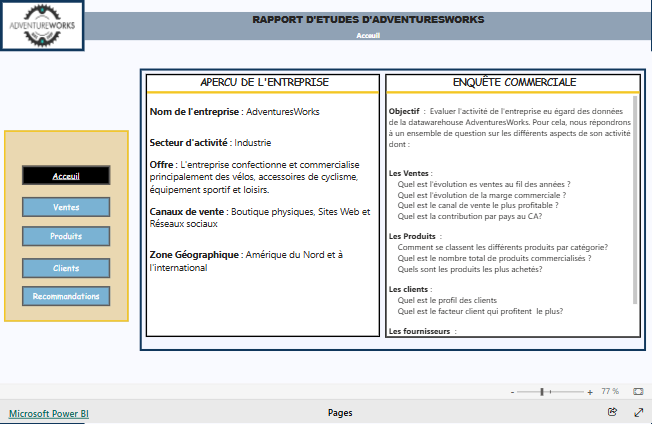 ADVENTUREWORKS
RAPPORT D'ETUDES D'ADVENTURESWORKS
Acceuil
Acceuil
Ventes
Produits
Clients
Recommandations
APERCU DE L'ENTREPRISE
Nom de l'entreprise : AdventuresWorks
Secteur d'activité : Industrie
Offre : L'entreprise confectionne et commercialise
principalement des vélos, accessoires de cyclisme,
équipement sportif et loisirs.
Canaux de vente : Boutique physiques, Sites Web et
Réseaux sociaux
Zone Géographique : Amérique du Nord et à
l'international
ENQUÊTE COMMERCIALE
Objectif : Evaluer l'activité de l'entreprise eu égard des données
de la datawarehouse AdventuresWorks. Pour cela, nous répondrons
à un ensemble de question sur les différents aspects de son activité
dont :
Les Ventes :
Quel est l'évolution es ventes au fil des années ?
Quel est l'évolution de la marge commerciale ?
Quel est le canal de vente le plus profitable ?
Quel est la contribution par pays au CA?
Les Produits :
Comment se classent les différents produits par catégorie?
Quel est le nombre total de produits commercialisés ?
Quels sont les produits les plus achetés?
Les clients :
Quel est le profil des clients
Quel est le facteur client qui profitent le plus?
Les fournisseurs :
- + 77 %
Microsoft Power BI
Pages